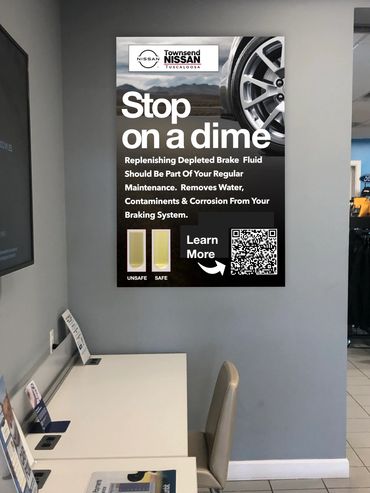 NISSAN
Townsend
NISSAN
TUSCALOOSA
Stop
on a dime
Replenishing Depleted Brake Fluid
Should Be Part Of Your Regular
Maintenance. Removes Water,
Contaminents & Corrosion From Your
Braking System.
UNSAFE SAFE
Learn
More